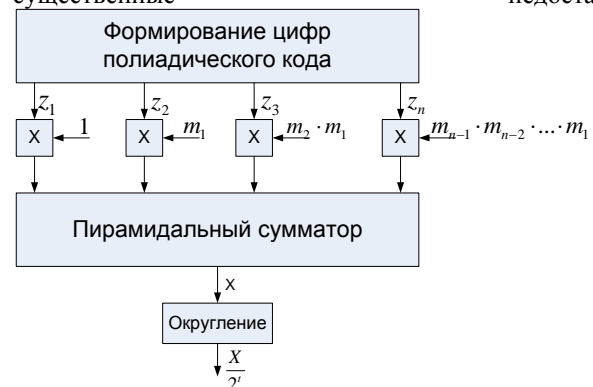 существенные недоста
Формирование цифр
полиадического кода
z₁ z₂ z₃ zₙ
X 1 X m₁ X m₂ · m₁ X mₙ₋₁ · mₙ₋₂ · ... · m₁
Пирамидальный сумматор
X
Округление
X
2ᵗ